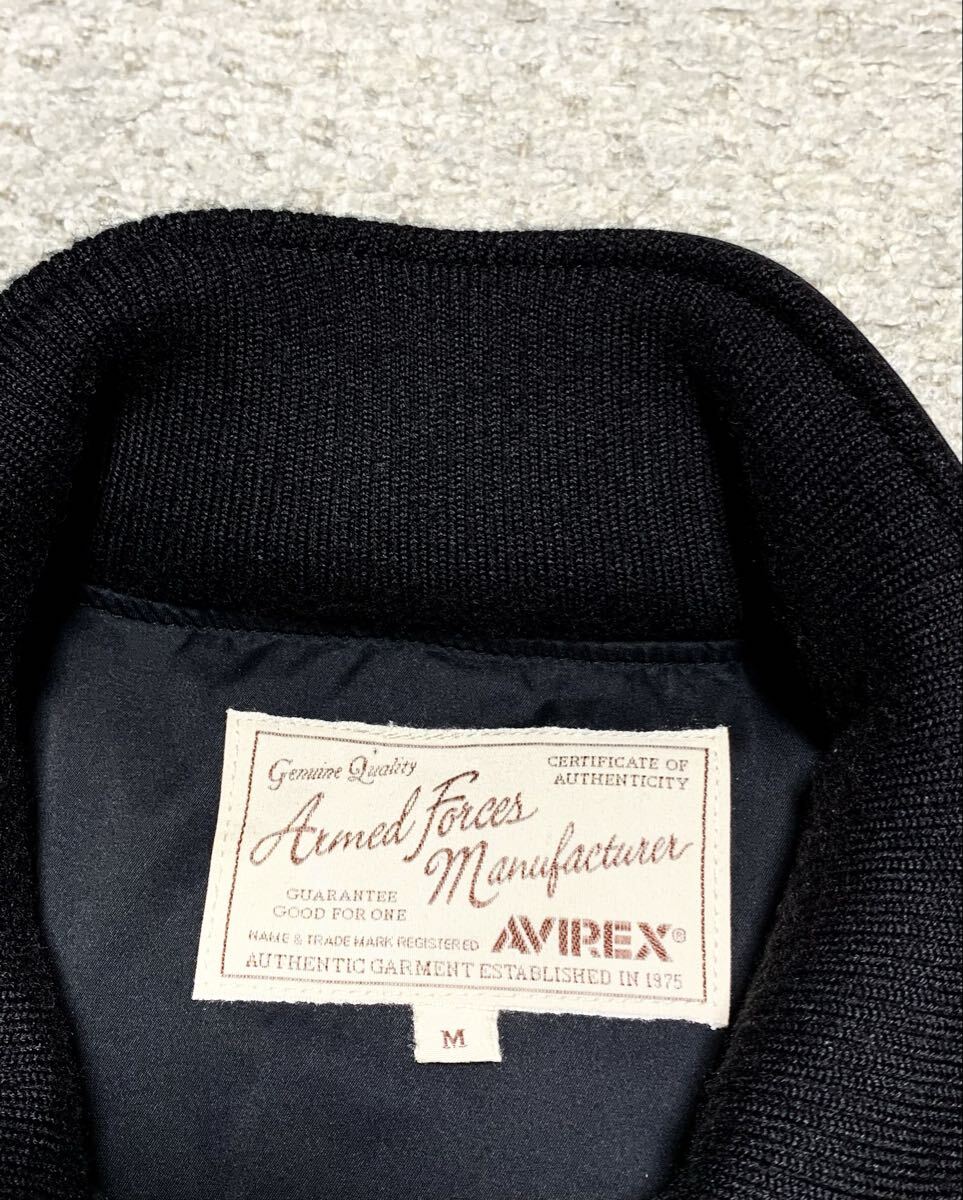 Genuine Quality
CERTIFICATE OF
AUTHENTICITY
Armed Forces
Manufacturer
GUARANTEE
GOOD FOR ONE
NAME & TRADE MARK REGISTERED
AVIREX®
AUTHENTIC GARMENT ESTABLISHED IN 1975
M